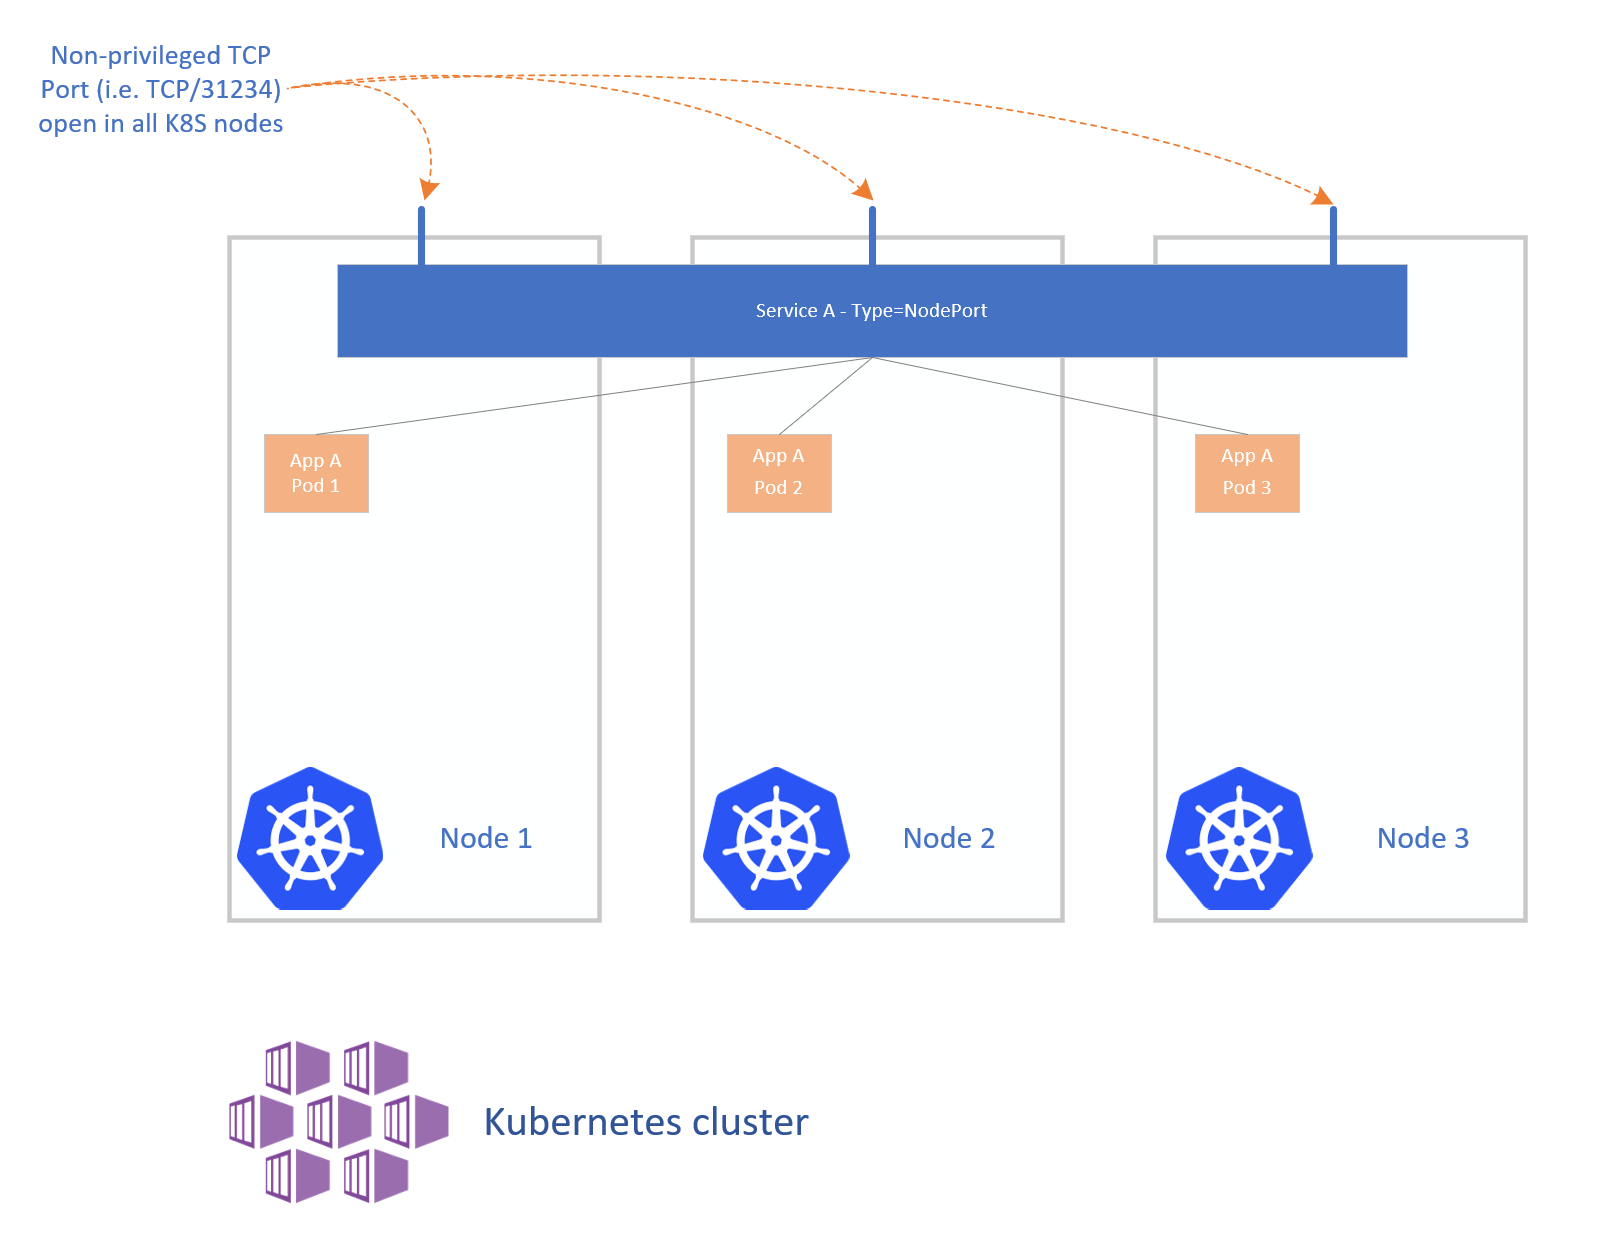 Non-privileged TCP
Port (i.e. TCP/31234)
open in all K8S nodes
Service A - Type=NodePort
App A
Pod 1
App A
Pod 2
App A
Pod 3
Node 1
Node 2
Node 3
Kubernetes cluster